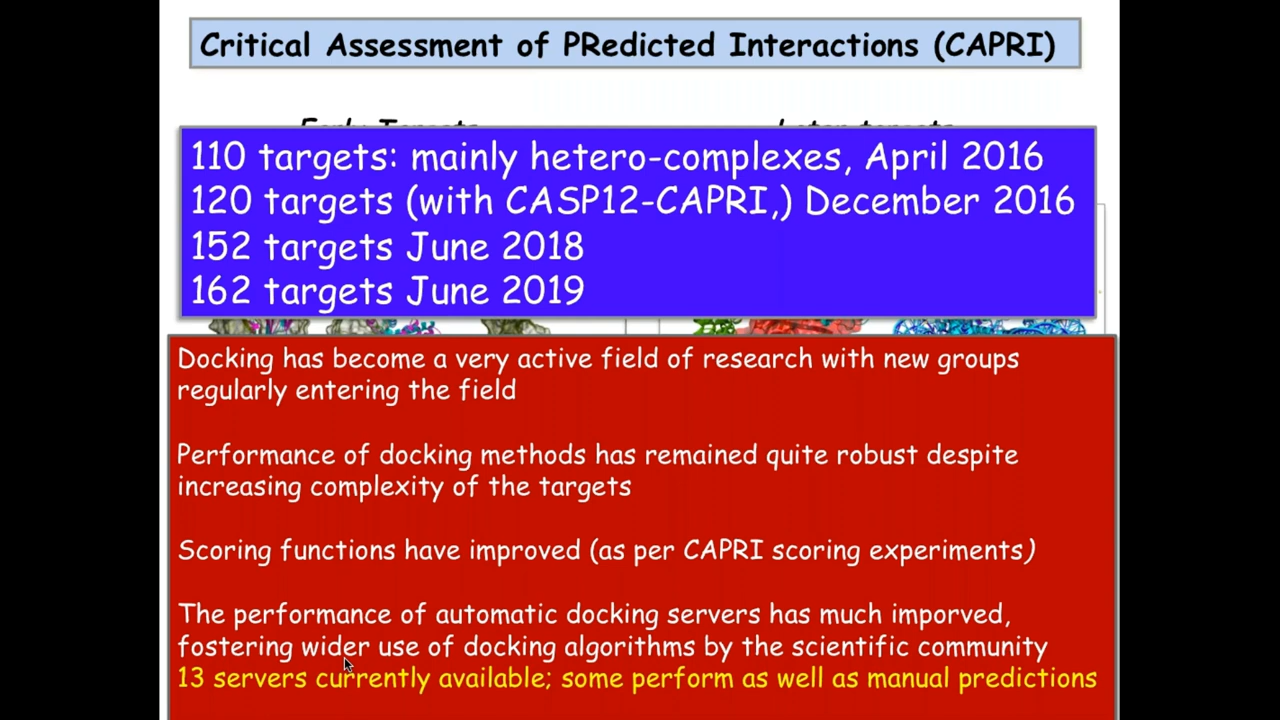 Critical Assessment of PRedicted Interactions (CAPRI)
Early Targets
Later targets
110 targets: mainly hetero-complexes, April 2016
120 targets (with CASP12-CAPRI,) December 2016
152 targets June 2018
162 targets June 2019
Docking has become a very active field of research with new groups
regularly entering the field
Performance of docking methods has remained quite robust despite
increasing complexity of the targets
Scoring functions have improved (as per CAPRI scoring experiments)
The performance of automatic docking servers has much imporved,
fostering wider use of docking algorithms by the scientific community
13 servers currently available; some perform as well as manual predictions